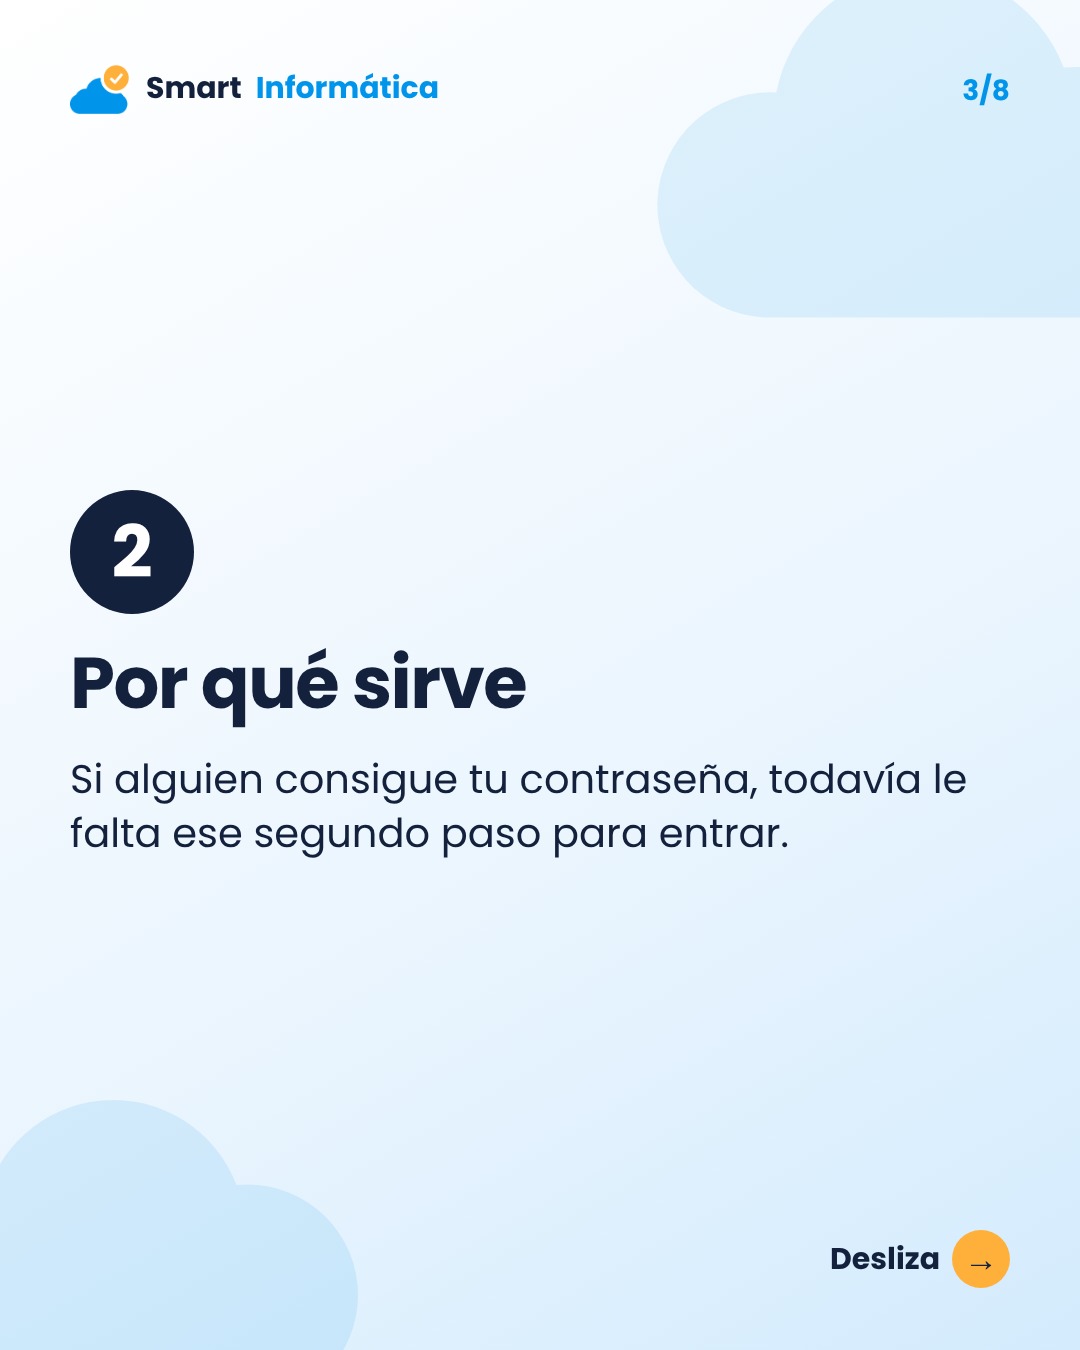 Smart Informática
3/8
2
Por qué sirve
Si alguien consigue tu contraseña, todavía le
falta ese segundo paso para entrar.
Desliza →